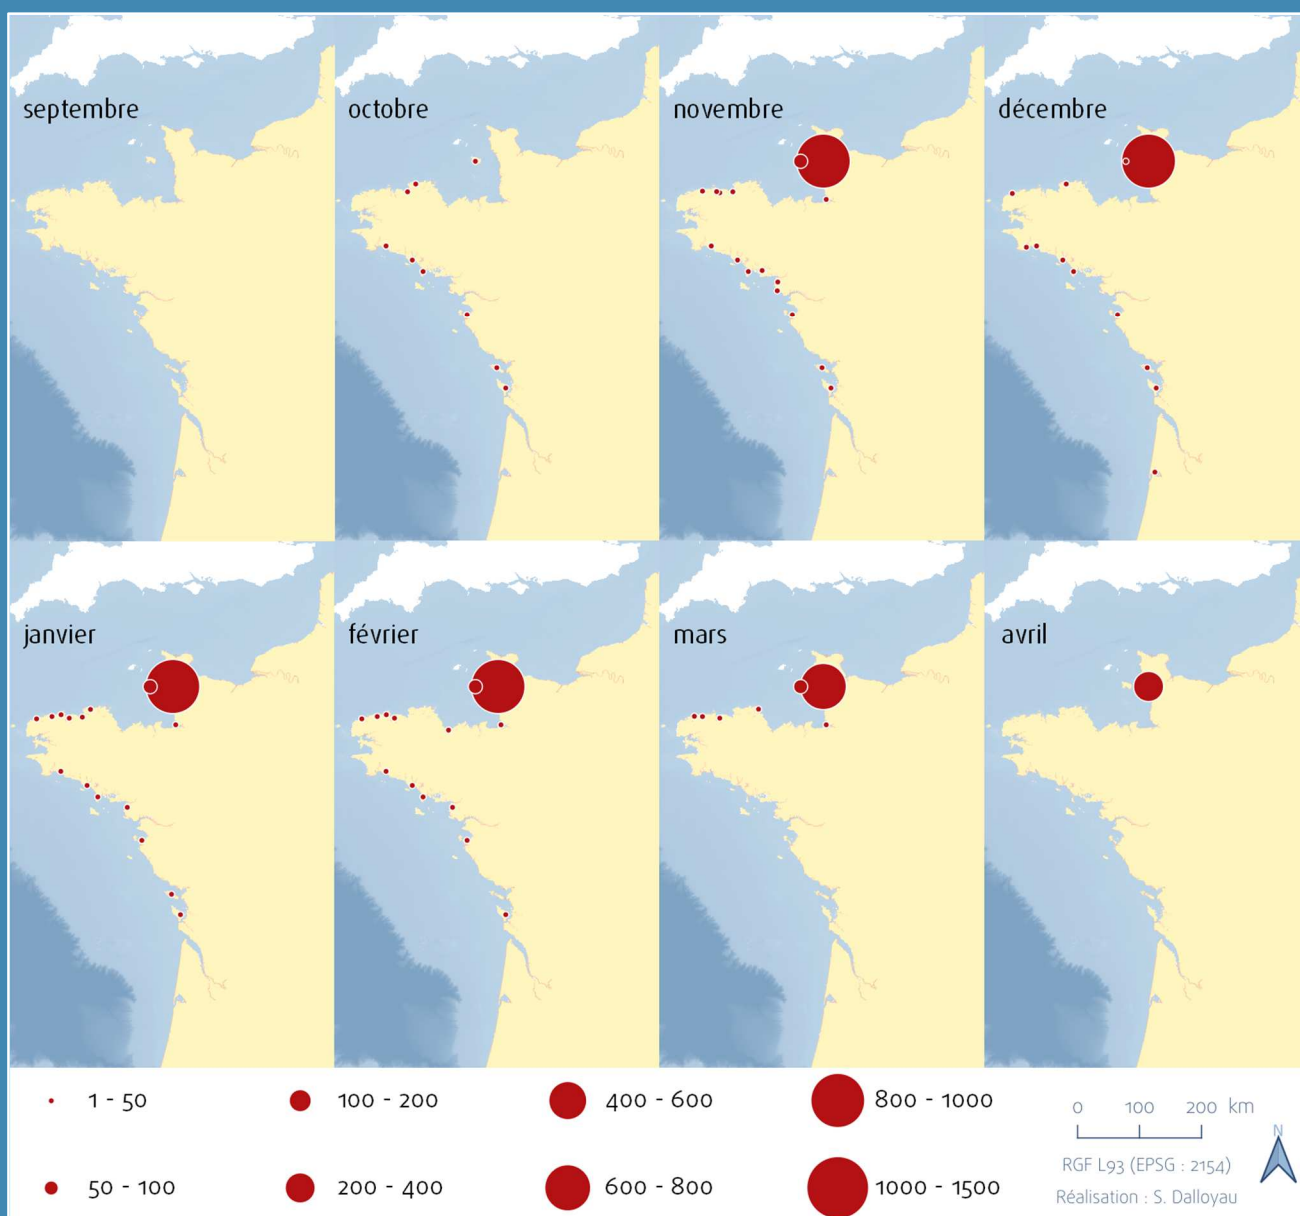 septembre
octobre
novembre
décembre
janvier
février
mars
avril
1 - 50
100 - 200
400 - 600
800 - 1000
0 100 200 km
50 - 100
200 - 400
600 - 800
1000 - 1500
N
RGF L93 (EPSG : 2154)
Réalisation : S. Dalloyau